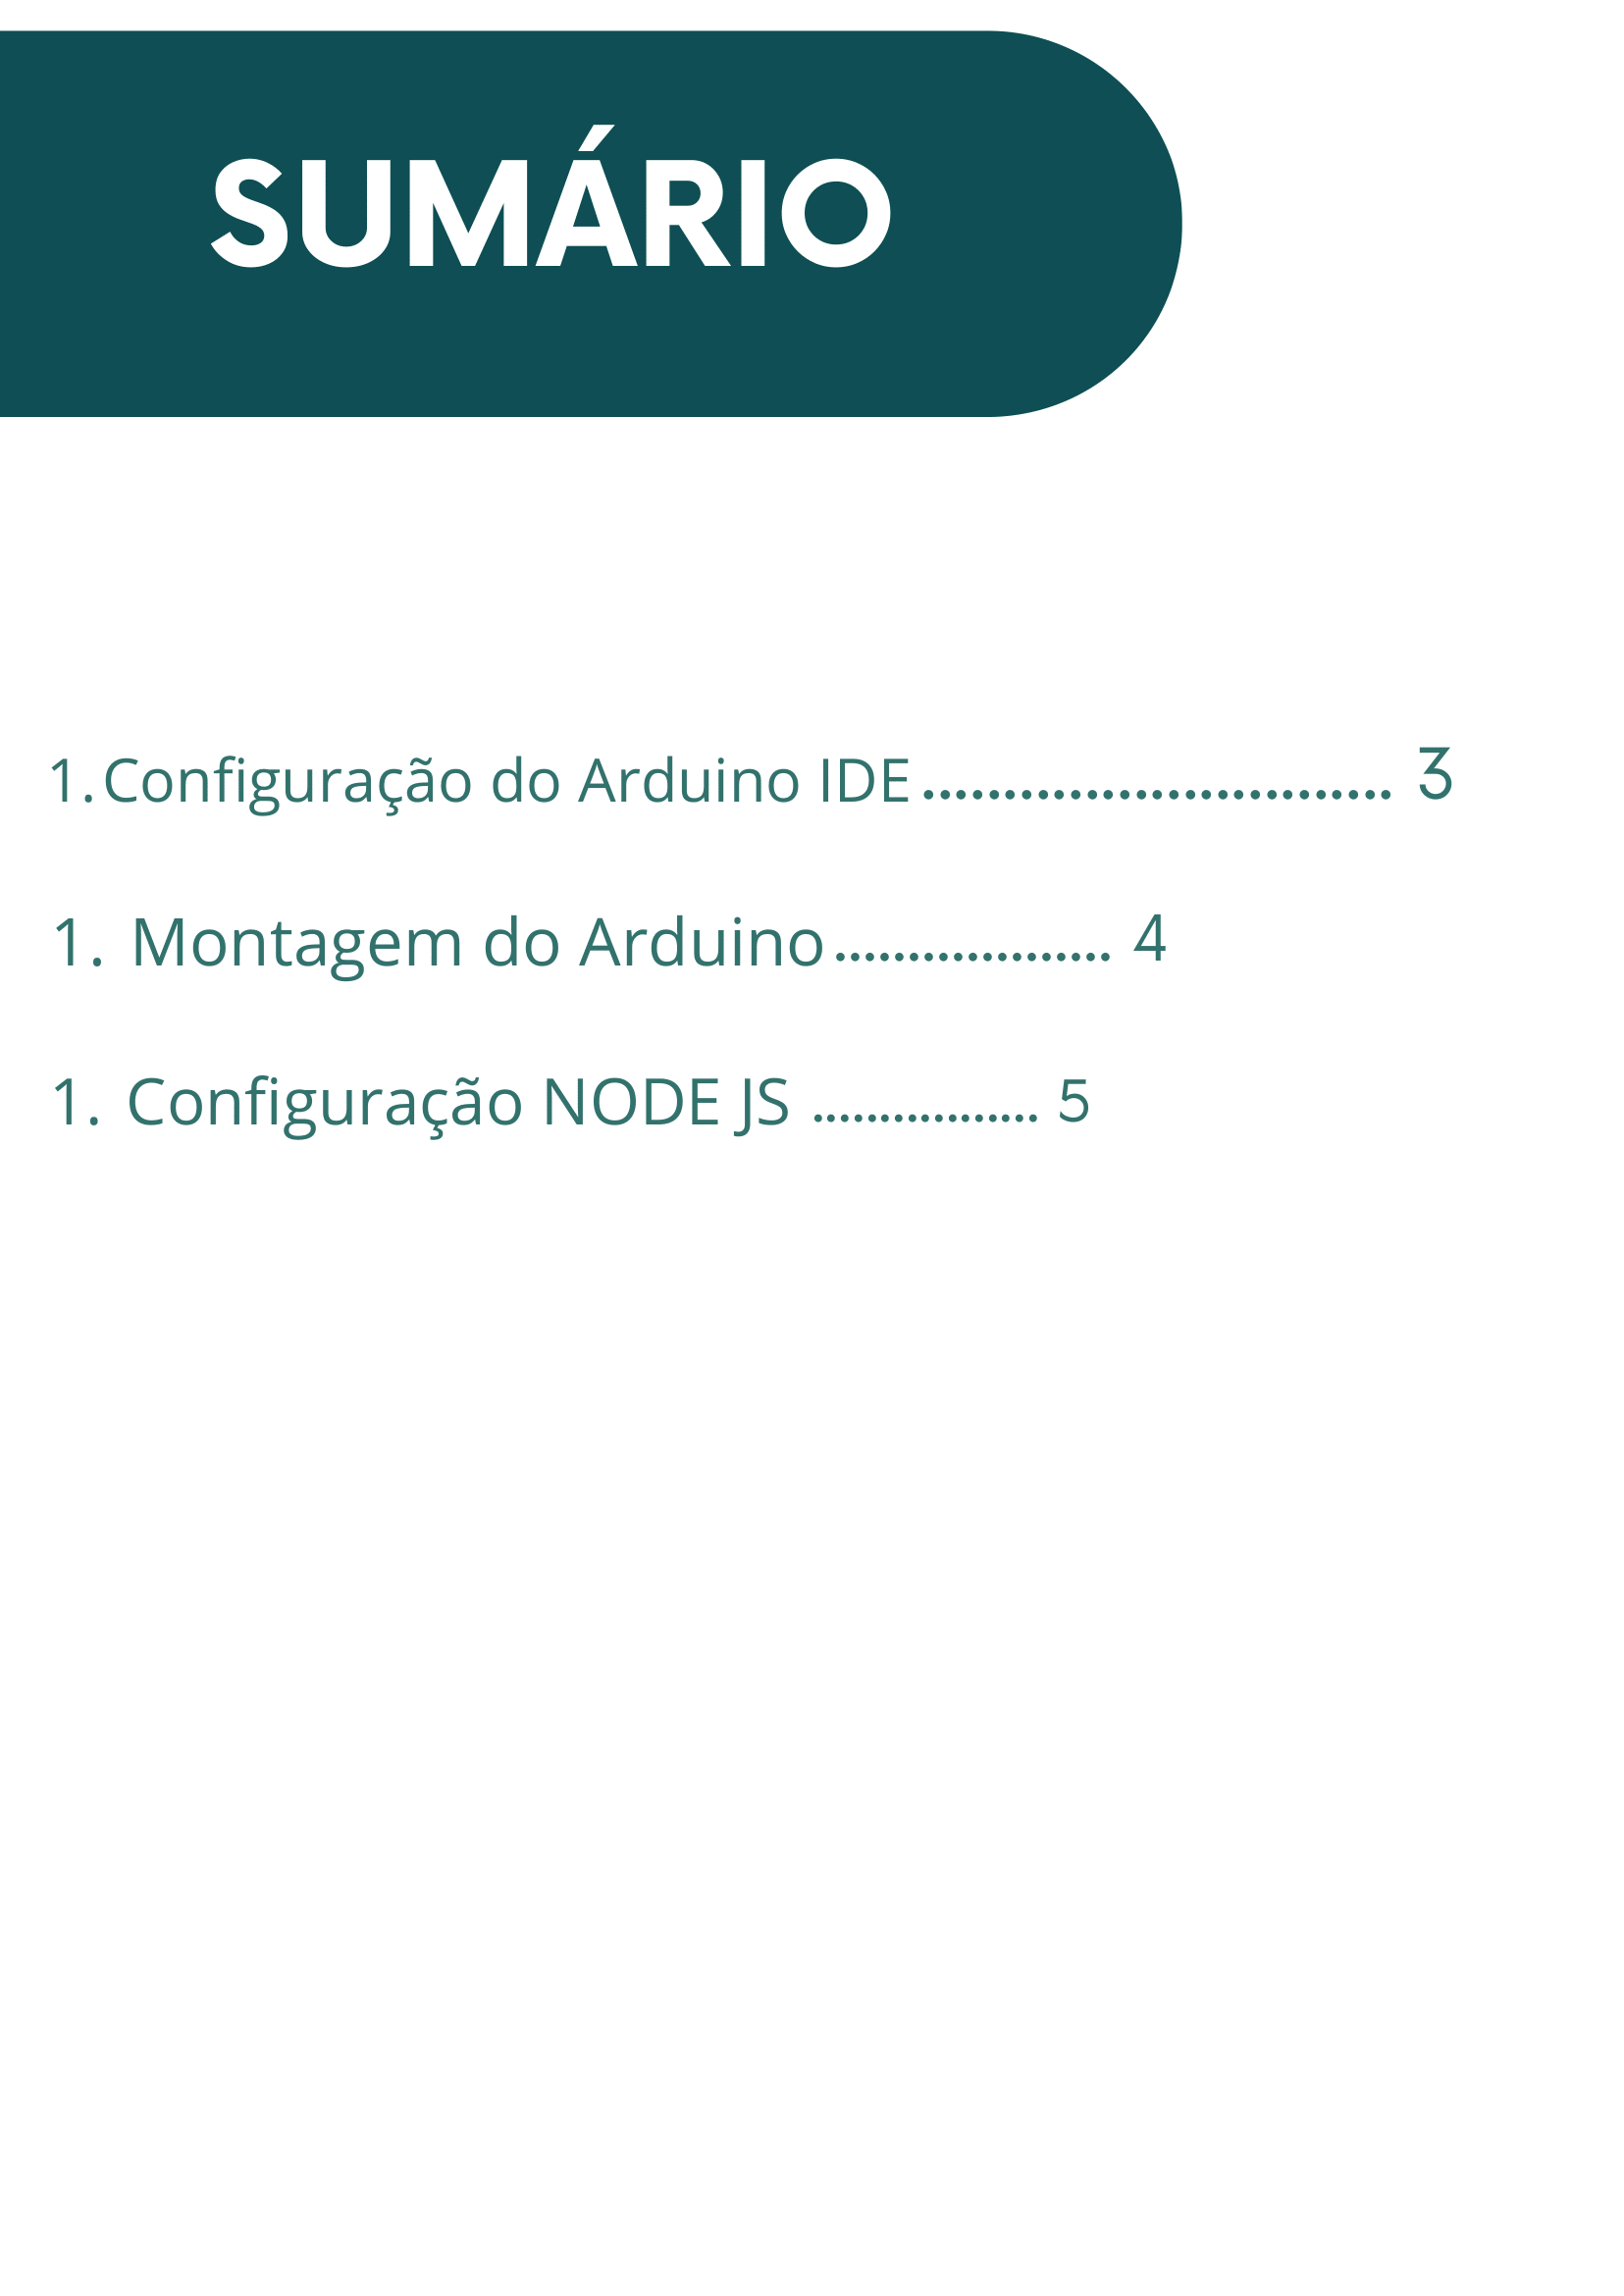 SUMÁRIO
1. Configuração do Arduino IDE ............................. 3
1. Montagem do Arduino ................... 4
1. Configuração NODE JS ................. 5